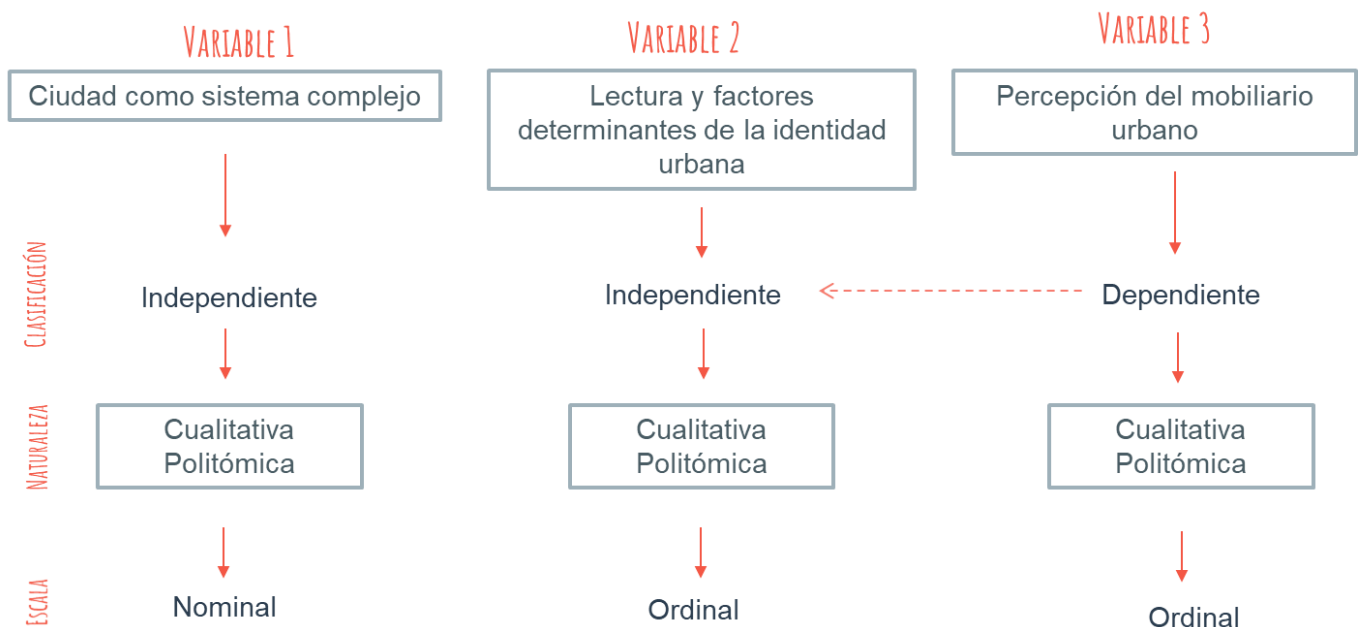 Variable 1
Variable 2
Variable 3
Ciudad como sistema complejo
Lectura y factores
determinantes de la identidad
urbana
Percepción del mobiliario
urbano
Clasificación
Independiente
Independiente
Dependiente
Naturaleza
Cualitativa
Politómica
Cualitativa
Politómica
Cualitativa
Politómica
Escala
Nominal
Ordinal
Ordinal